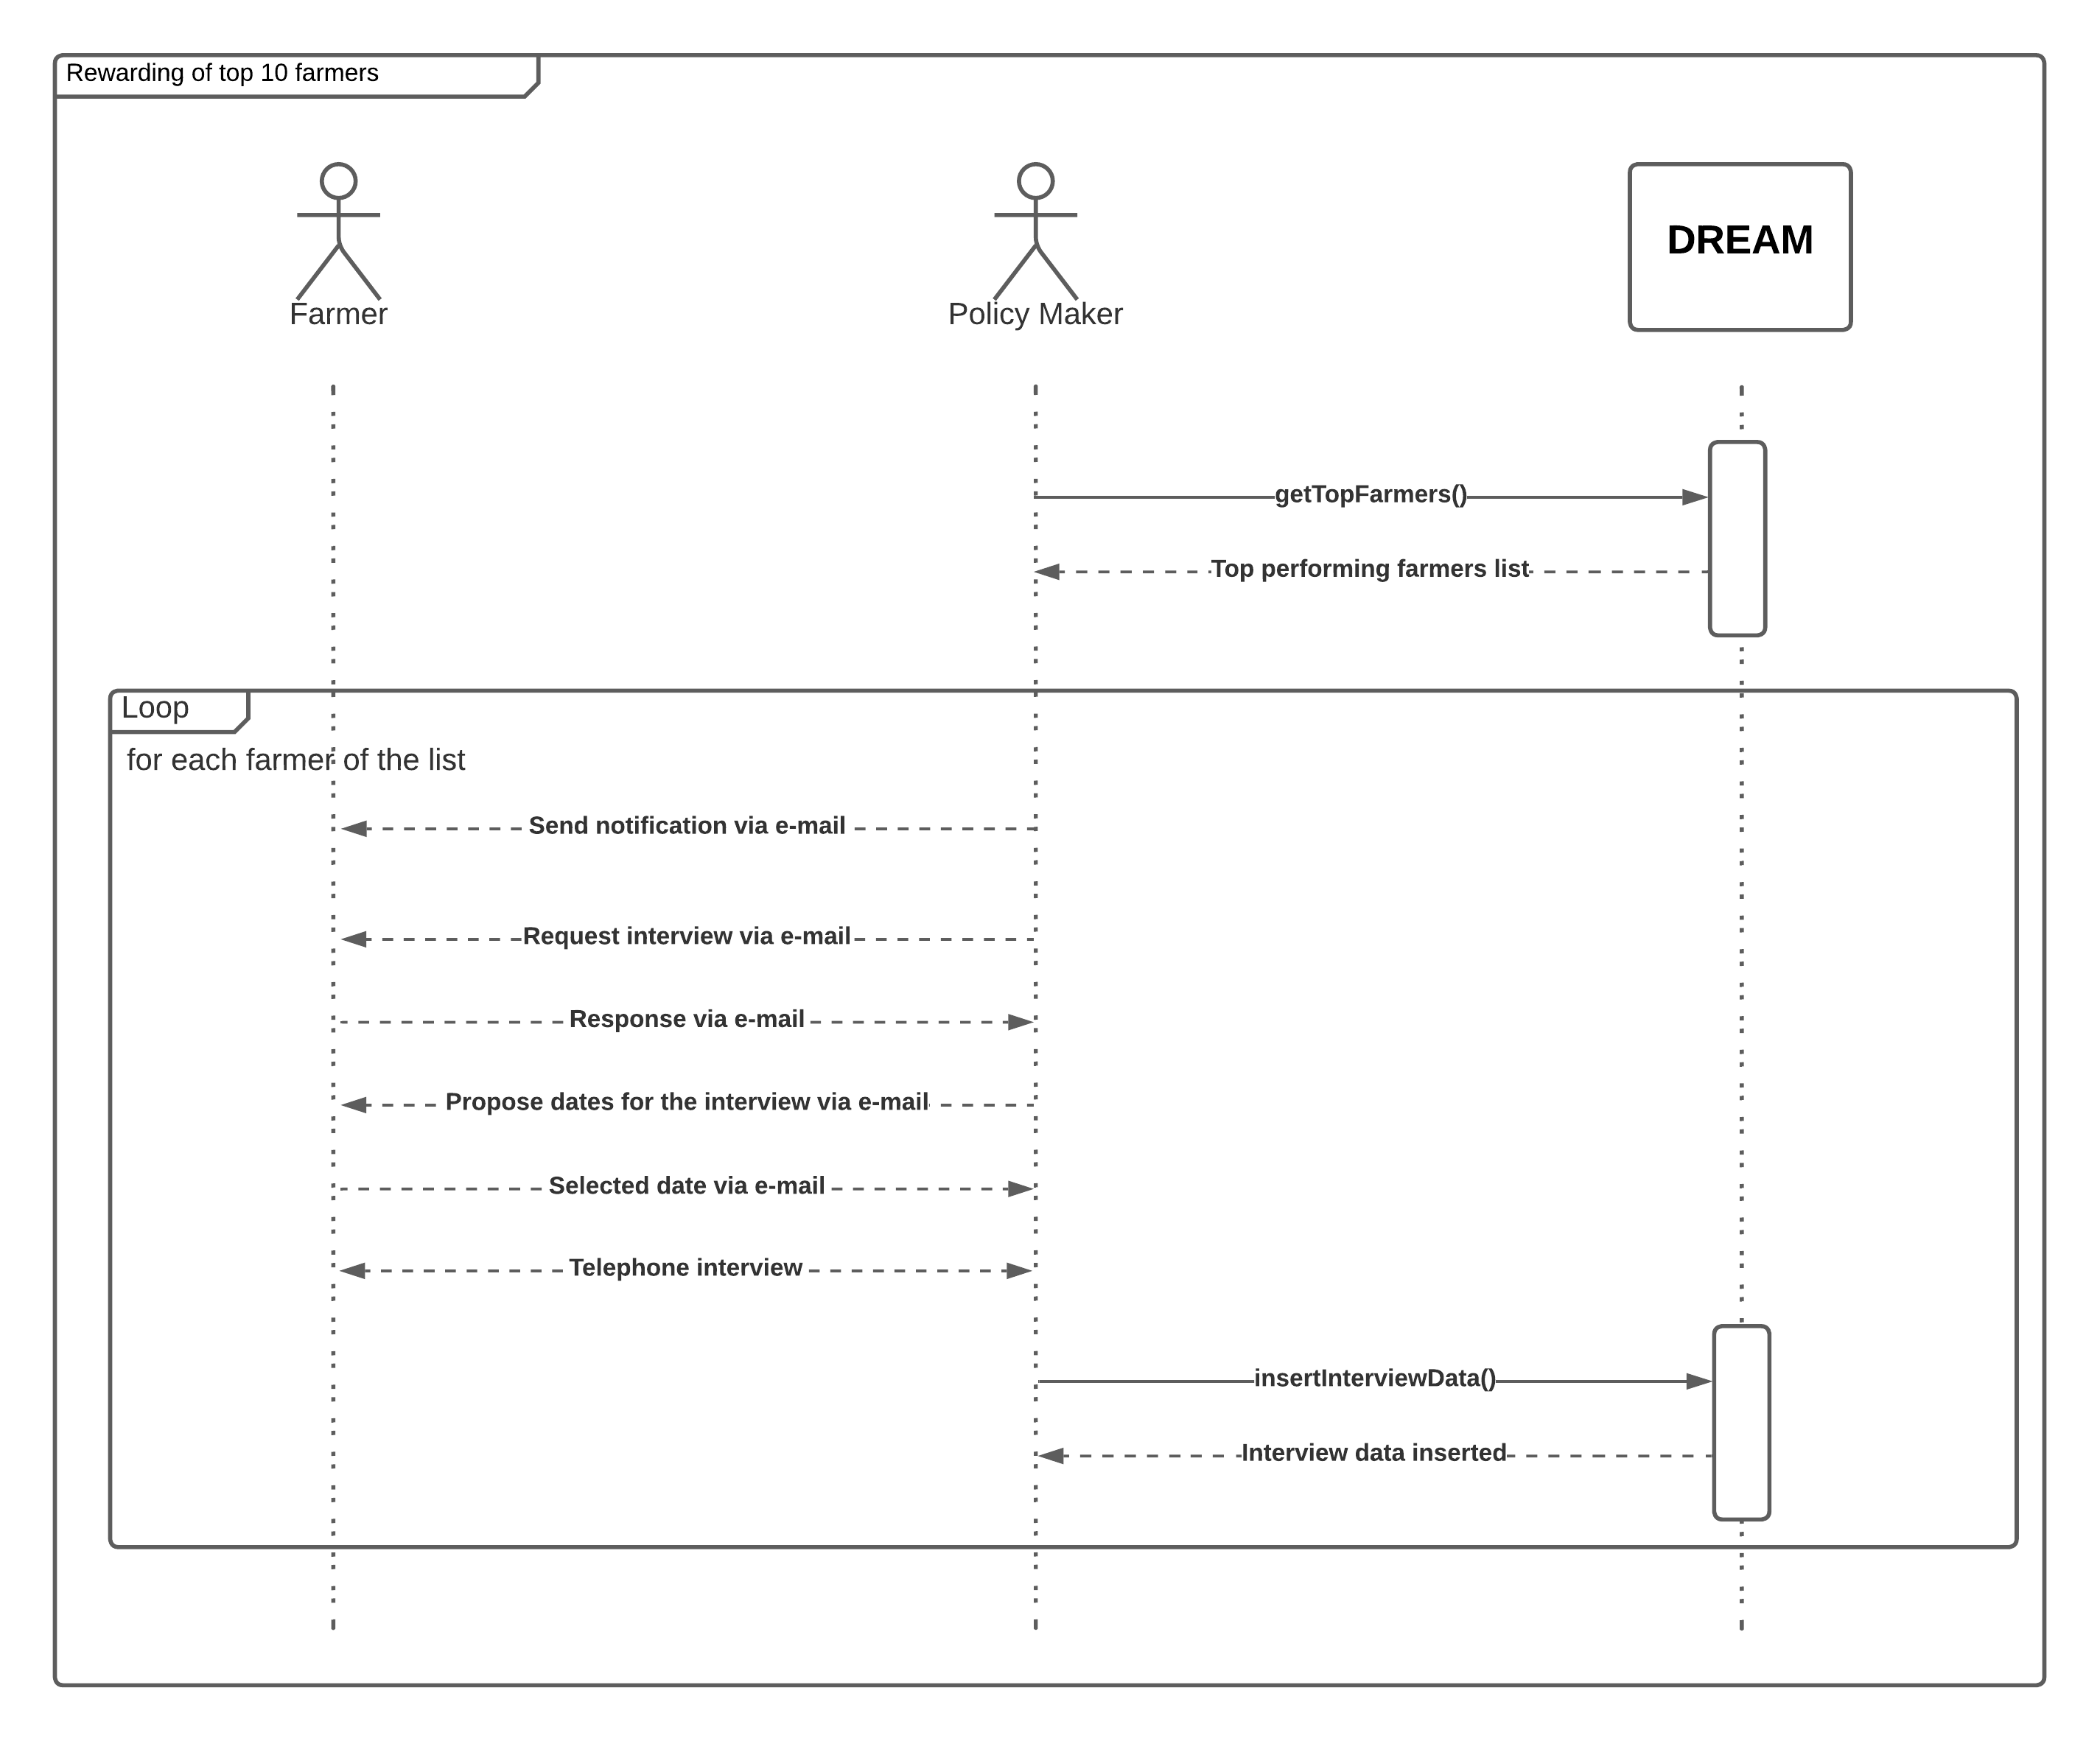 Rewarding of top 10 farmers
Farmer
Policy Maker
DREAM
getTopFarmers()
Top performing farmers list
Loop
for each farmer of the list
Send notification via e-mail
Request interview via e-mail
Response via e-mail
Propose dates for the interview via e-mail
Selected date via e-mail
Telephone interview
insertInterviewData()
Interview data inserted